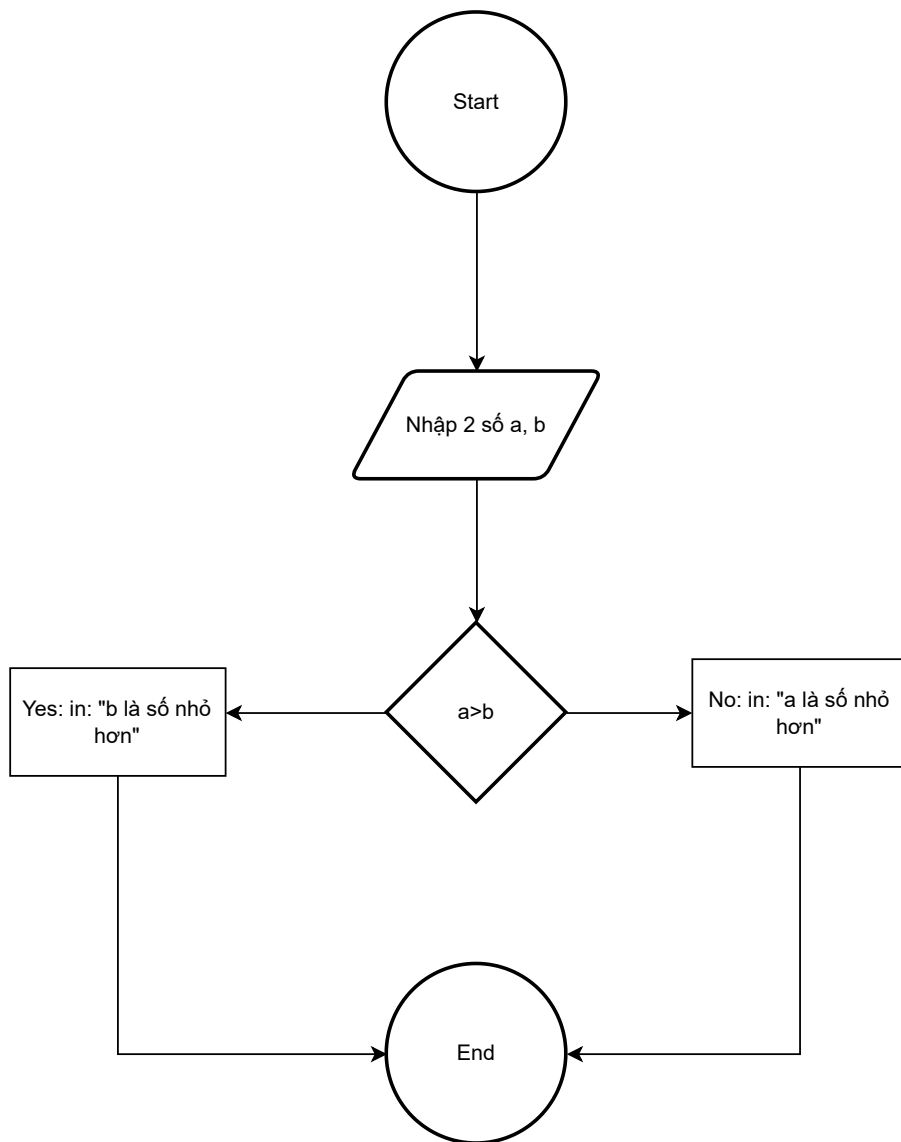 Start
Nhập 2 số a, b
a>b
Yes: in: "b là số nhỏ
hơn"
No: in: "a là số nhỏ
hơn"
End